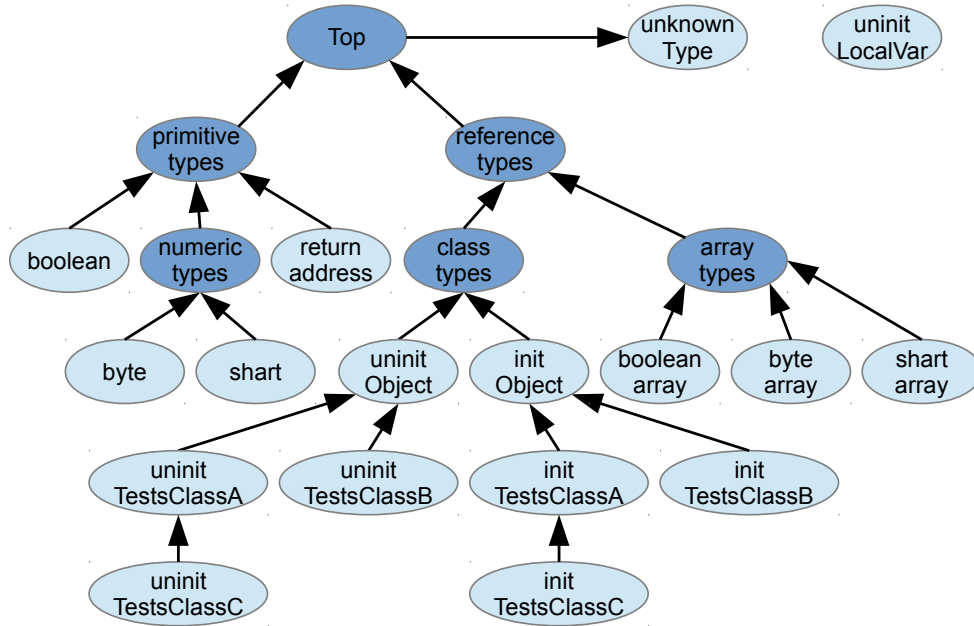 Top
unknown
Type
uninit
LocalVar
primitive
types
reference
types
boolean
numeric
types
return
address
class
types
array
types
byte
shart
uninit
Object
init
Object
boolean
array
byte
array
shart
array
uninit
TestsClassA
uninit
TestsClassB
init
TestsClassA
init
TestsClassB
uninit
TestsClassC
init
TestsClassC